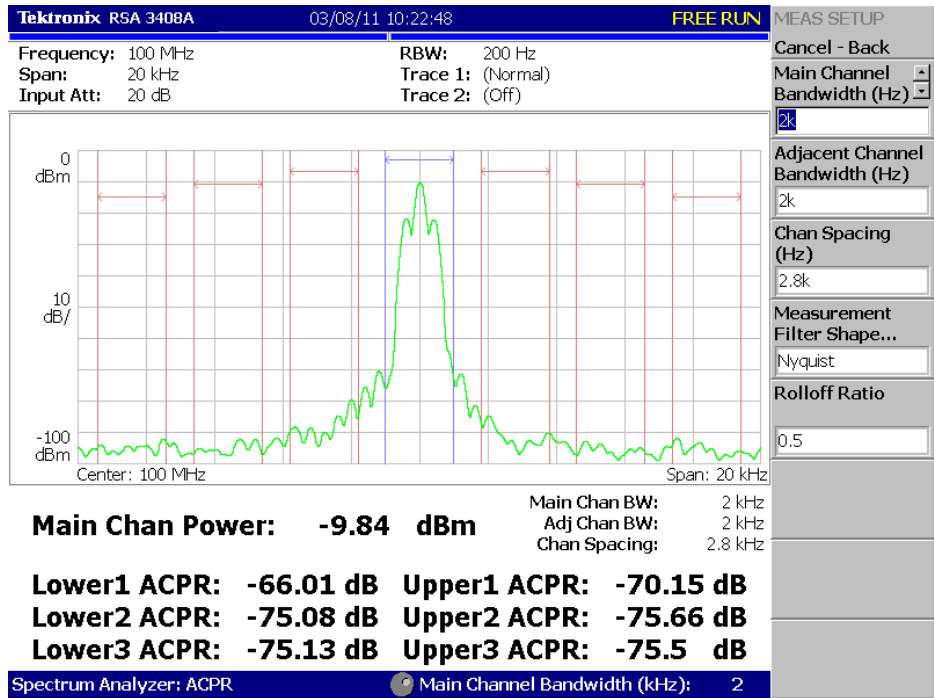 Tektronix RSA 3408A 03/08/11 10:22:48 FREE RUN
Frequency: 100 MHz RBW: 200 Hz
Span: 20 kHz Trace 1: (Normal)
Input Att: 20 dB Trace 2: (Off)
0
dBm
10
dB/
-100
dBm
Center: 100 MHz Span: 20 kHz
Main Chan BW: 2 kHz
Adj Chan BW: 2 kHz
Chan Spacing: 2.8 kHz
Main Chan Power: -9.84 dBm
Lower1 ACPR: -66.01 dB Upper1 ACPR: -70.15 dB
Lower2 ACPR: -75.08 dB Upper2 ACPR: -75.66 dB
Lower3 ACPR: -75.13 dB Upper3 ACPR: -75.5 dB
Spectrum Analyzer: ACPR Main Channel Bandwidth (kHz): 2
MEAS SETUP
Cancel - Back
Main Channel
Bandwidth (Hz)
2k
Adjacent Channel
Bandwidth (Hz)
2k
Chan Spacing
(Hz)
2.8k
Measurement
Filter Shape...
Nyquist
Rolloff Ratio
0.5